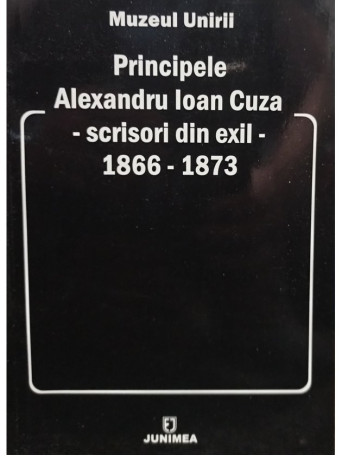 Muzeul Unirii
Principele
Alexandru Ioan Cuza
- scrisori din exil -
1866 - 1873
JUNIMEA